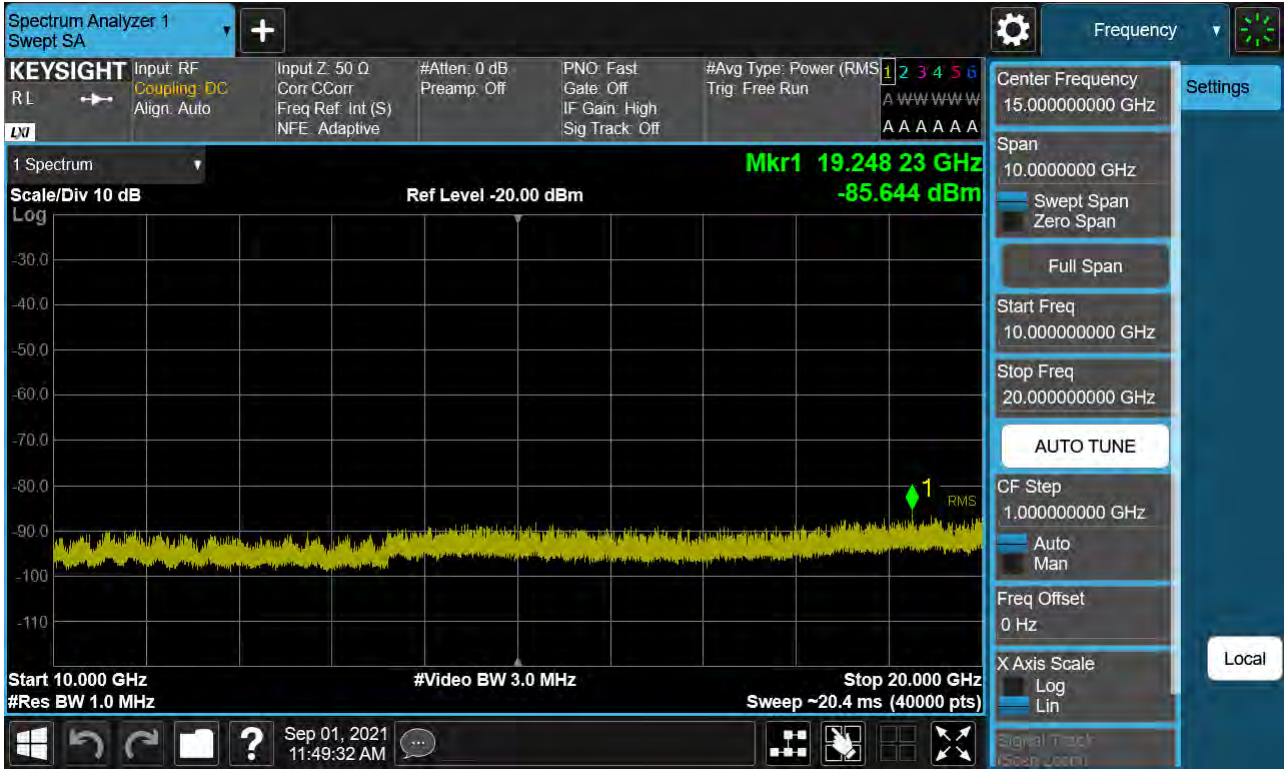 Spectrum Analyzer 1
Swept SA
+
Frequency
KEYSIGHT
R L
LXI
Input: RF
Coupling: DC
Align: Auto
Input Z: 50 Ω
Corr CCorr
Freq Ref: Int (S)
NFE: Adaptive
#Atten: 0 dB
Preamp: Off
PNO: Fast
Gate: Off
IF Gain: High
Sig Track: Off
#Avg Type: Power (RMS
Trig: Free Run
1 2 3 4 5 6
A W W W W W
A A A A A A
1 Spectrum
Mkr1 19.248 23 GHz
Scale/Div 10 dB
Ref Level -20.00 dBm
-85.644 dBm
Log
-30.0
-40.0
-50.0
-60.0
-70.0
-80.0
-90.0
-100
-110
1
RMS
Start 10.000 GHz
#Video BW 3.0 MHz
Stop 20.000 GHz
#Res BW 1.0 MHz
Sweep ~20.4 ms (40000 pts)
Center Frequency
15.000000000 GHz
Settings
Span
10.0000000 GHz
Swept Span
Zero Span
Full Span
Start Freq
10.000000000 GHz
Stop Freq
20.000000000 GHz
AUTO TUNE
CF Step
1.000000000 GHz
Auto
Man
Freq Offset
0 Hz
X Axis Scale
Log
Lin
Local
Signal Track
(Span Zoom)
?
Sep 01, 2021
11:49:32 AM